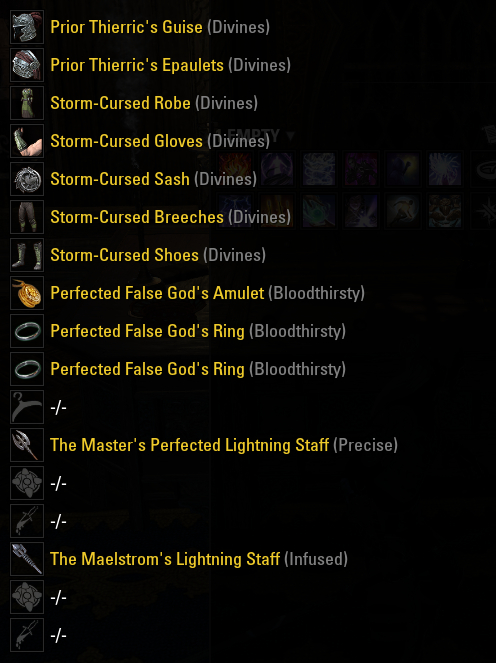 Prior Thierric's Guise (Divines)
Prior Thierric's Epaulets (Divines)
Storm-Cursed Robe (Divines)
EMPTY
Storm-Cursed Gloves (Divines)
Storm-Cursed Sash (Divines)
Storm-Cursed Breeches (Divines)
Storm-Cursed Shoes (Divines)
Perfected False God's Amulet (Bloodthirsty)
Perfected False God's Ring (Bloodthirsty)
Perfected False God's Ring (Bloodthirsty)
-/-
The Master's Perfected Lightning Staff (Precise)
-/-
-/-
The Maelstrom's Lightning Staff (Infused)
-/-
-/-